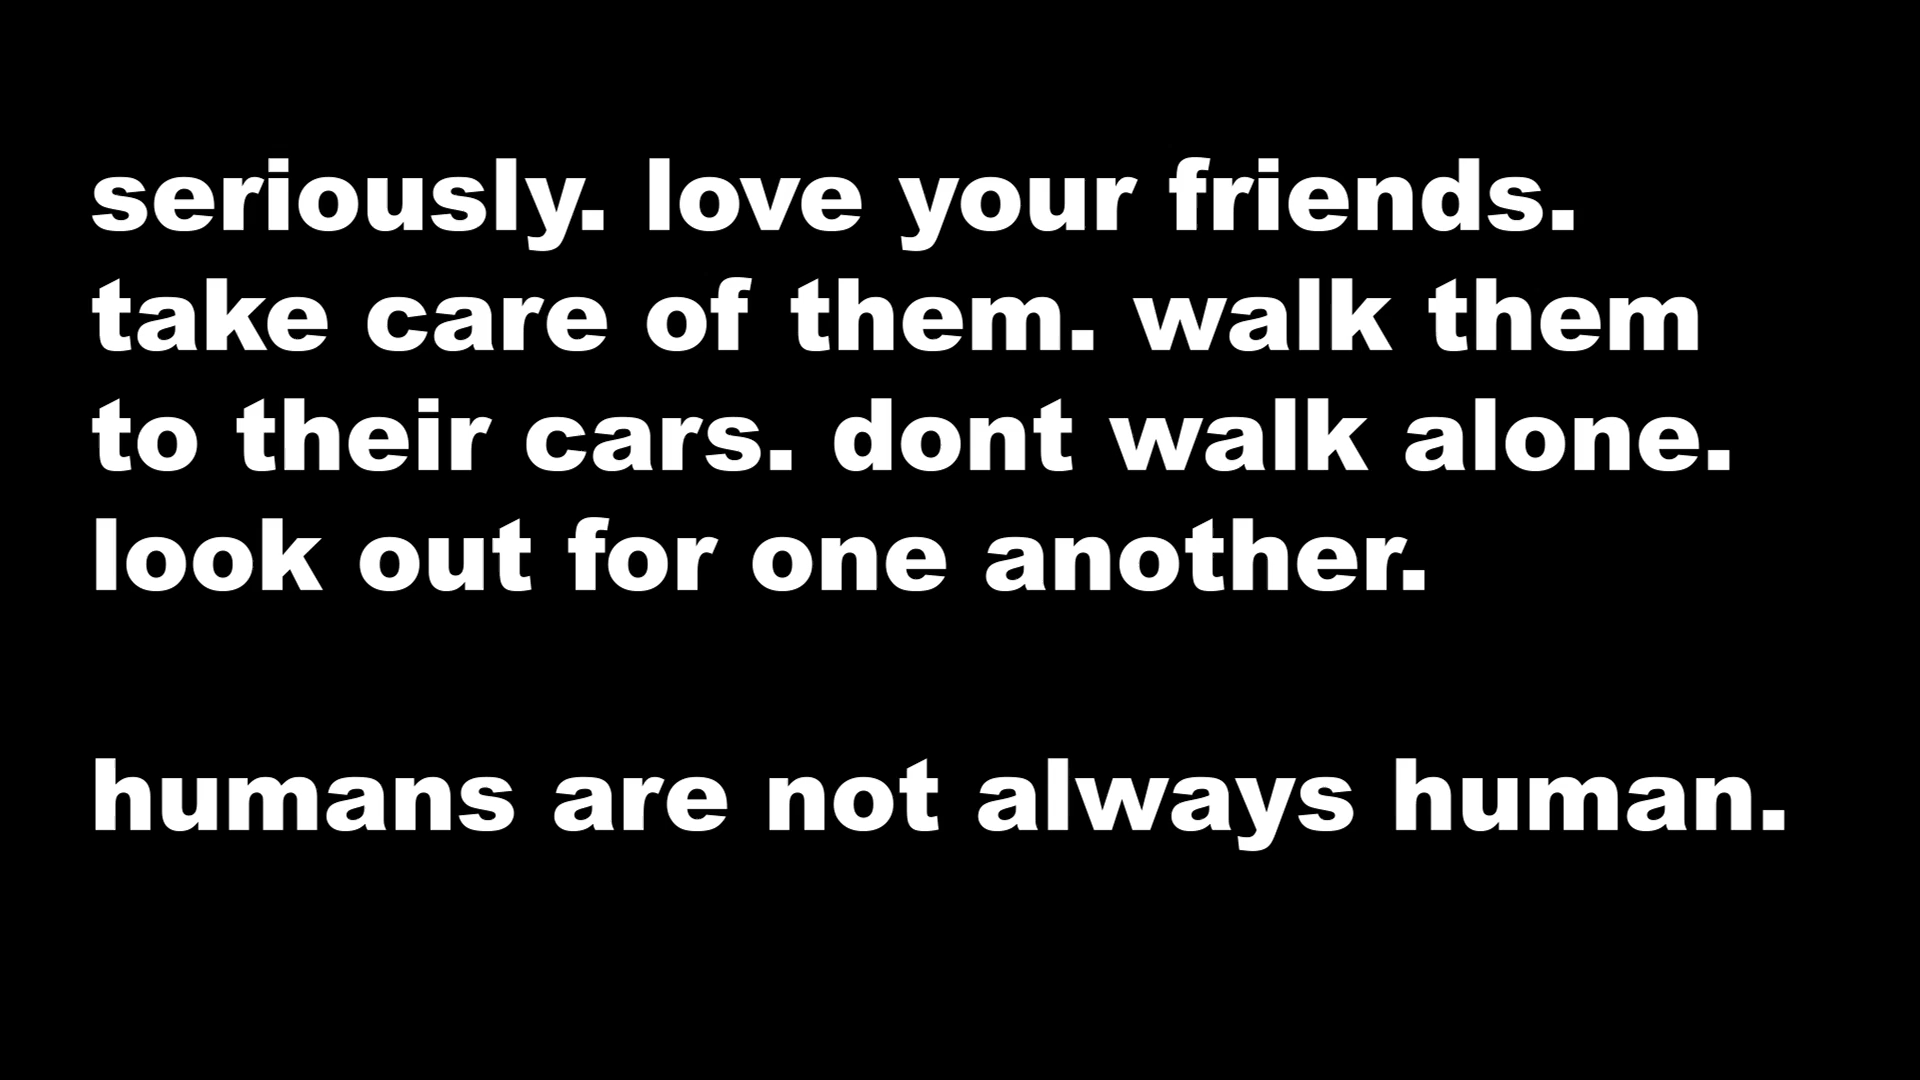 seriously. love your friends.
take care of them. walk them
to their cars. dont walk alone.
look out for one another.
humans are not always human.